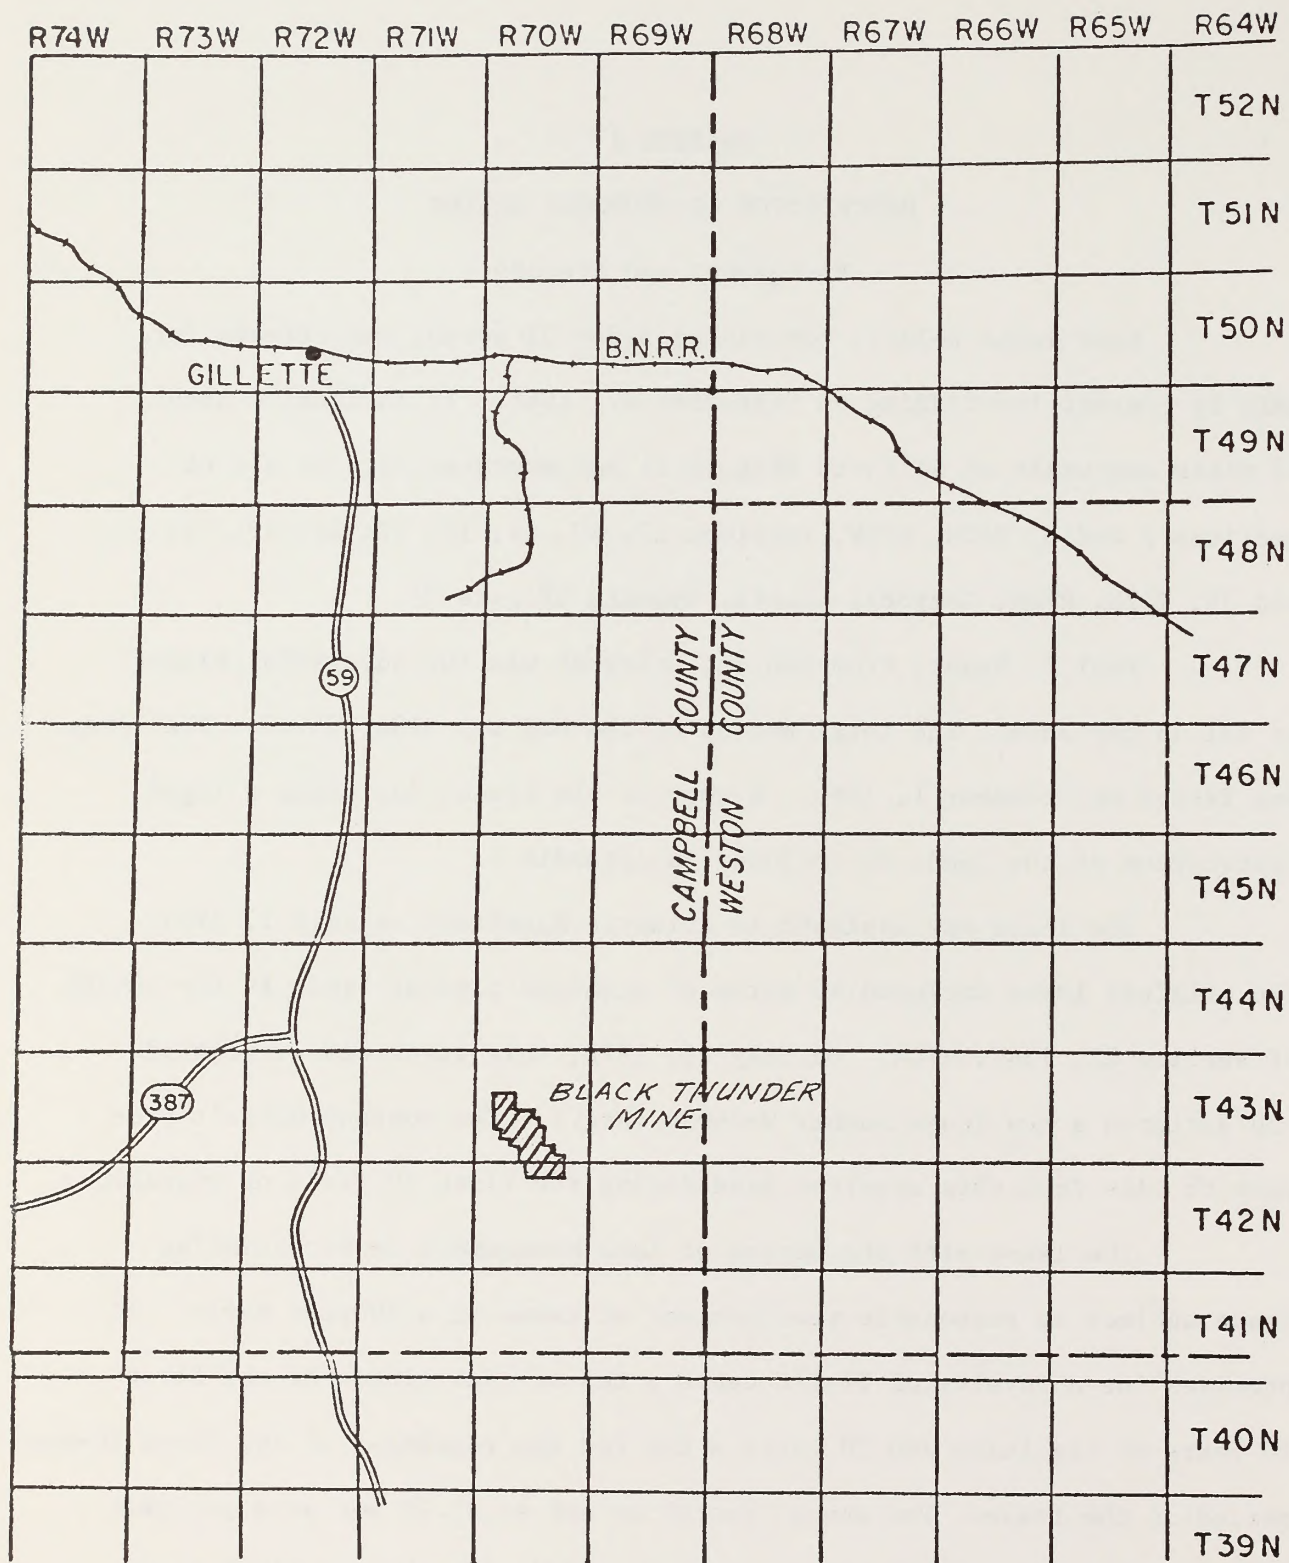 R74W R73W R72W R71W R70W R69W R68W R67W R66W R65W R64W
T52N
T51N
T50N
B.N.R.R.
GILLETTE
T49N
T48N
59
T47N
CAMPBELL COUNTY
WESTON COUNTY
T46N
T45N
T44N
387
BLACK THUNDER
MINE
T43N
T42N
T41N
T40N
T39N